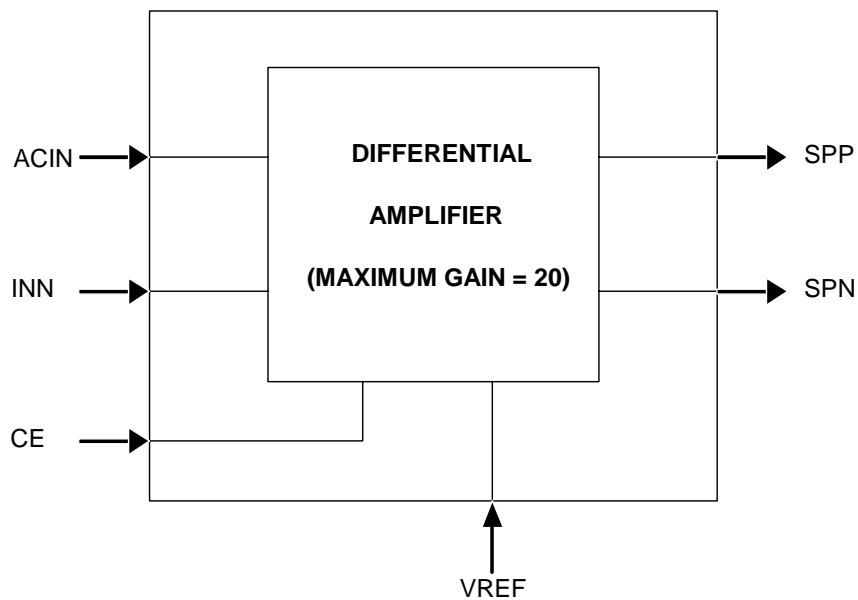 DIFFERENTIAL
ACIN
SPP
AMPLIFIER
(MAXIMUM GAIN = 20)
INN
SPN
CE
VREF